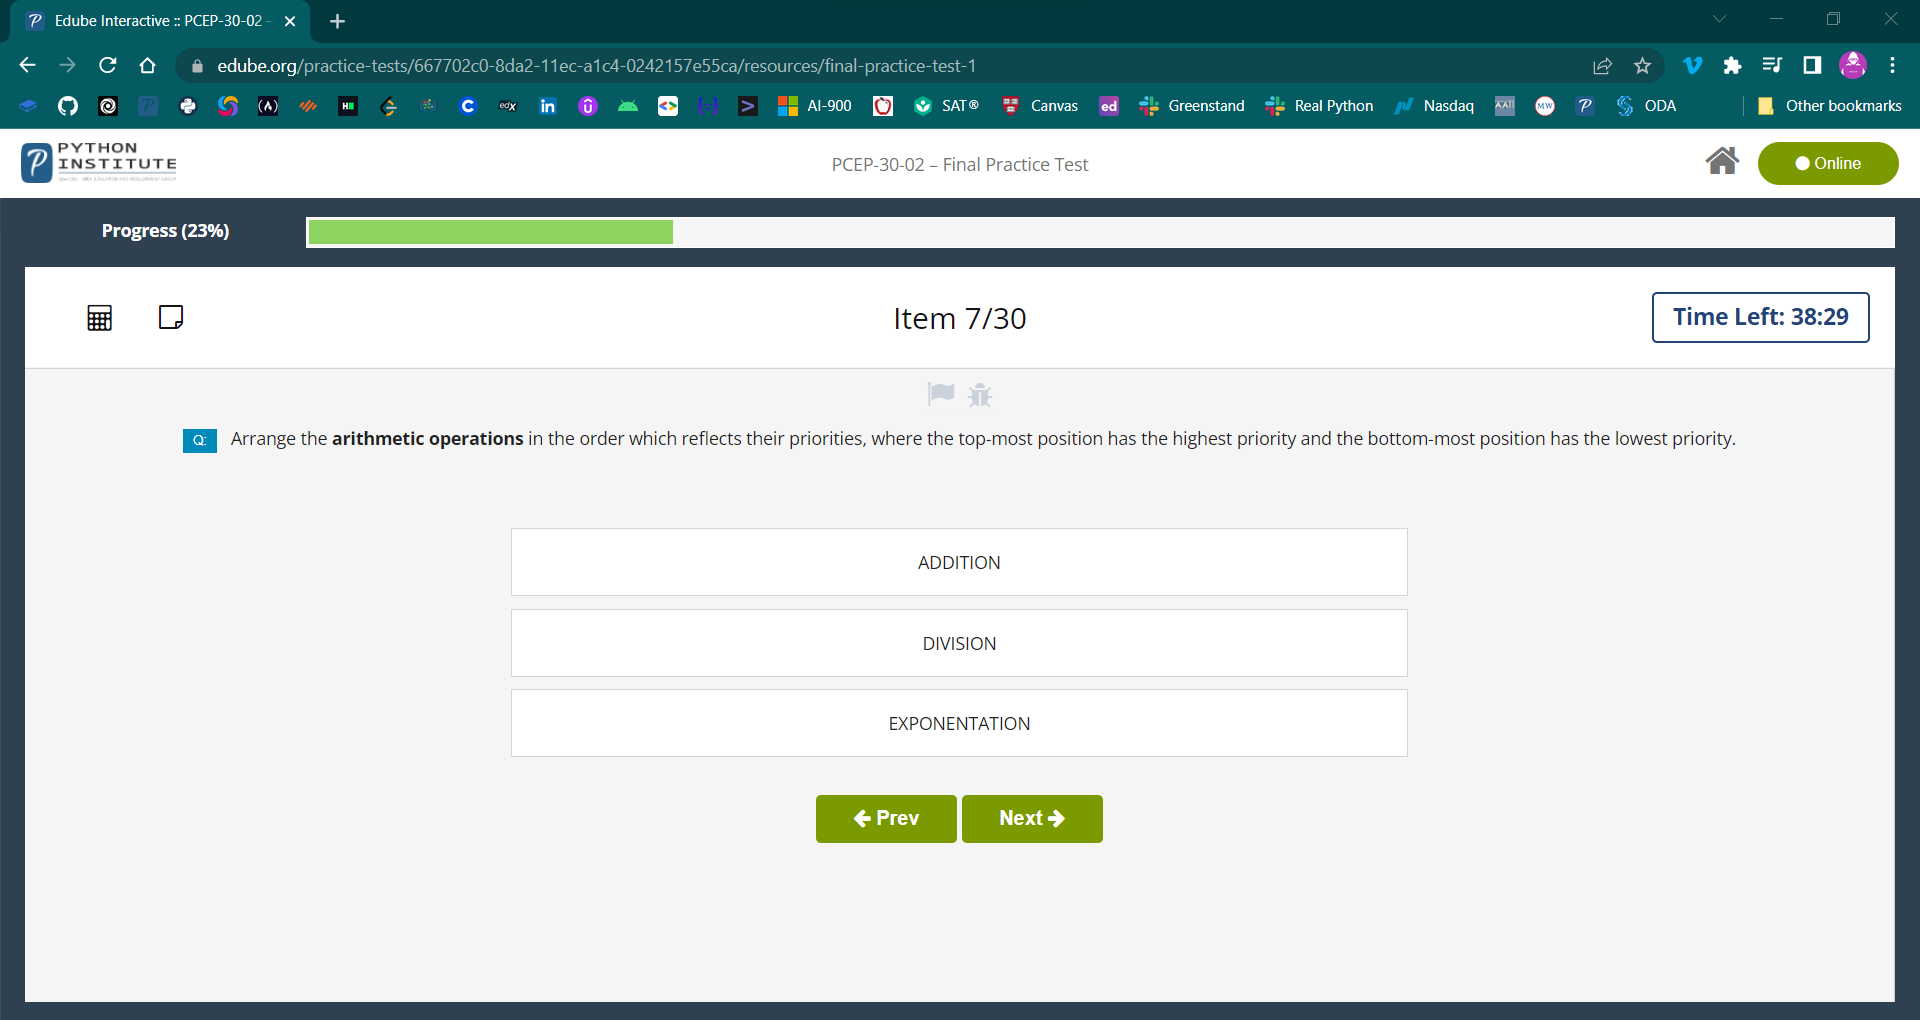 Edube Interactive :: PCEP-30-02 –
edube.org/practice-tests/667702c0-8da2-11ec-a1c4-0242157e55ca/resources/final-practice-test-1
AI-900 SAT® Canvas ed Greenstand Real Python Nasdaq MW ODA Other bookmarks
PYTHON
INSTITUTE
PCEP-30-02 – Final Practice Test
Online
Progress (23%)
Item 7/30
Time Left: 38:29
Q: Arrange the arithmetic operations in the order which reflects their priorities, where the top-most position has the highest priority and the bottom-most position has the lowest priority.
ADDITION
DIVISION
EXPONENTATION
Prev Next